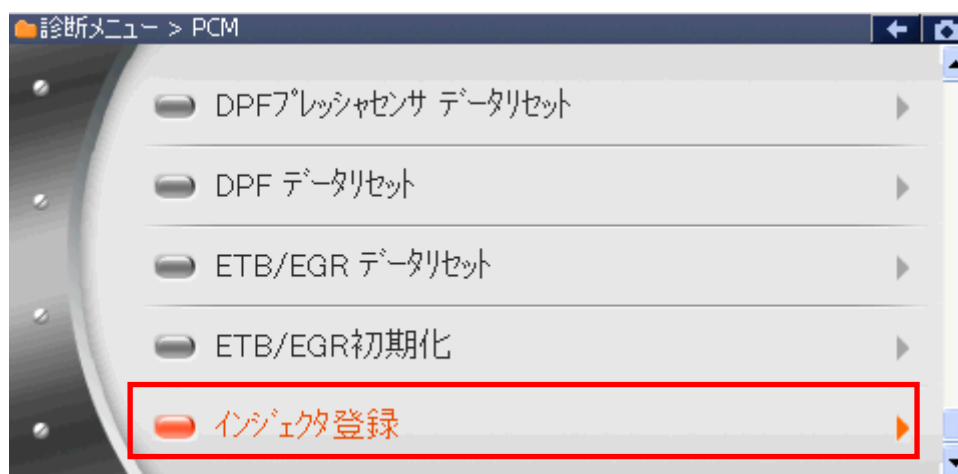 診断メニュー > PCM
DPFﾌﾟﾚｯｼｬｾﾝｻ ﾃﾞｰﾀﾘｾｯﾄ
DPF ﾃﾞｰﾀﾘｾｯﾄ
ETB/EGR ﾃﾞｰﾀﾘｾｯﾄ
ETB/EGR初期化
ｲﾝｼﾞｪｸﾀ登録